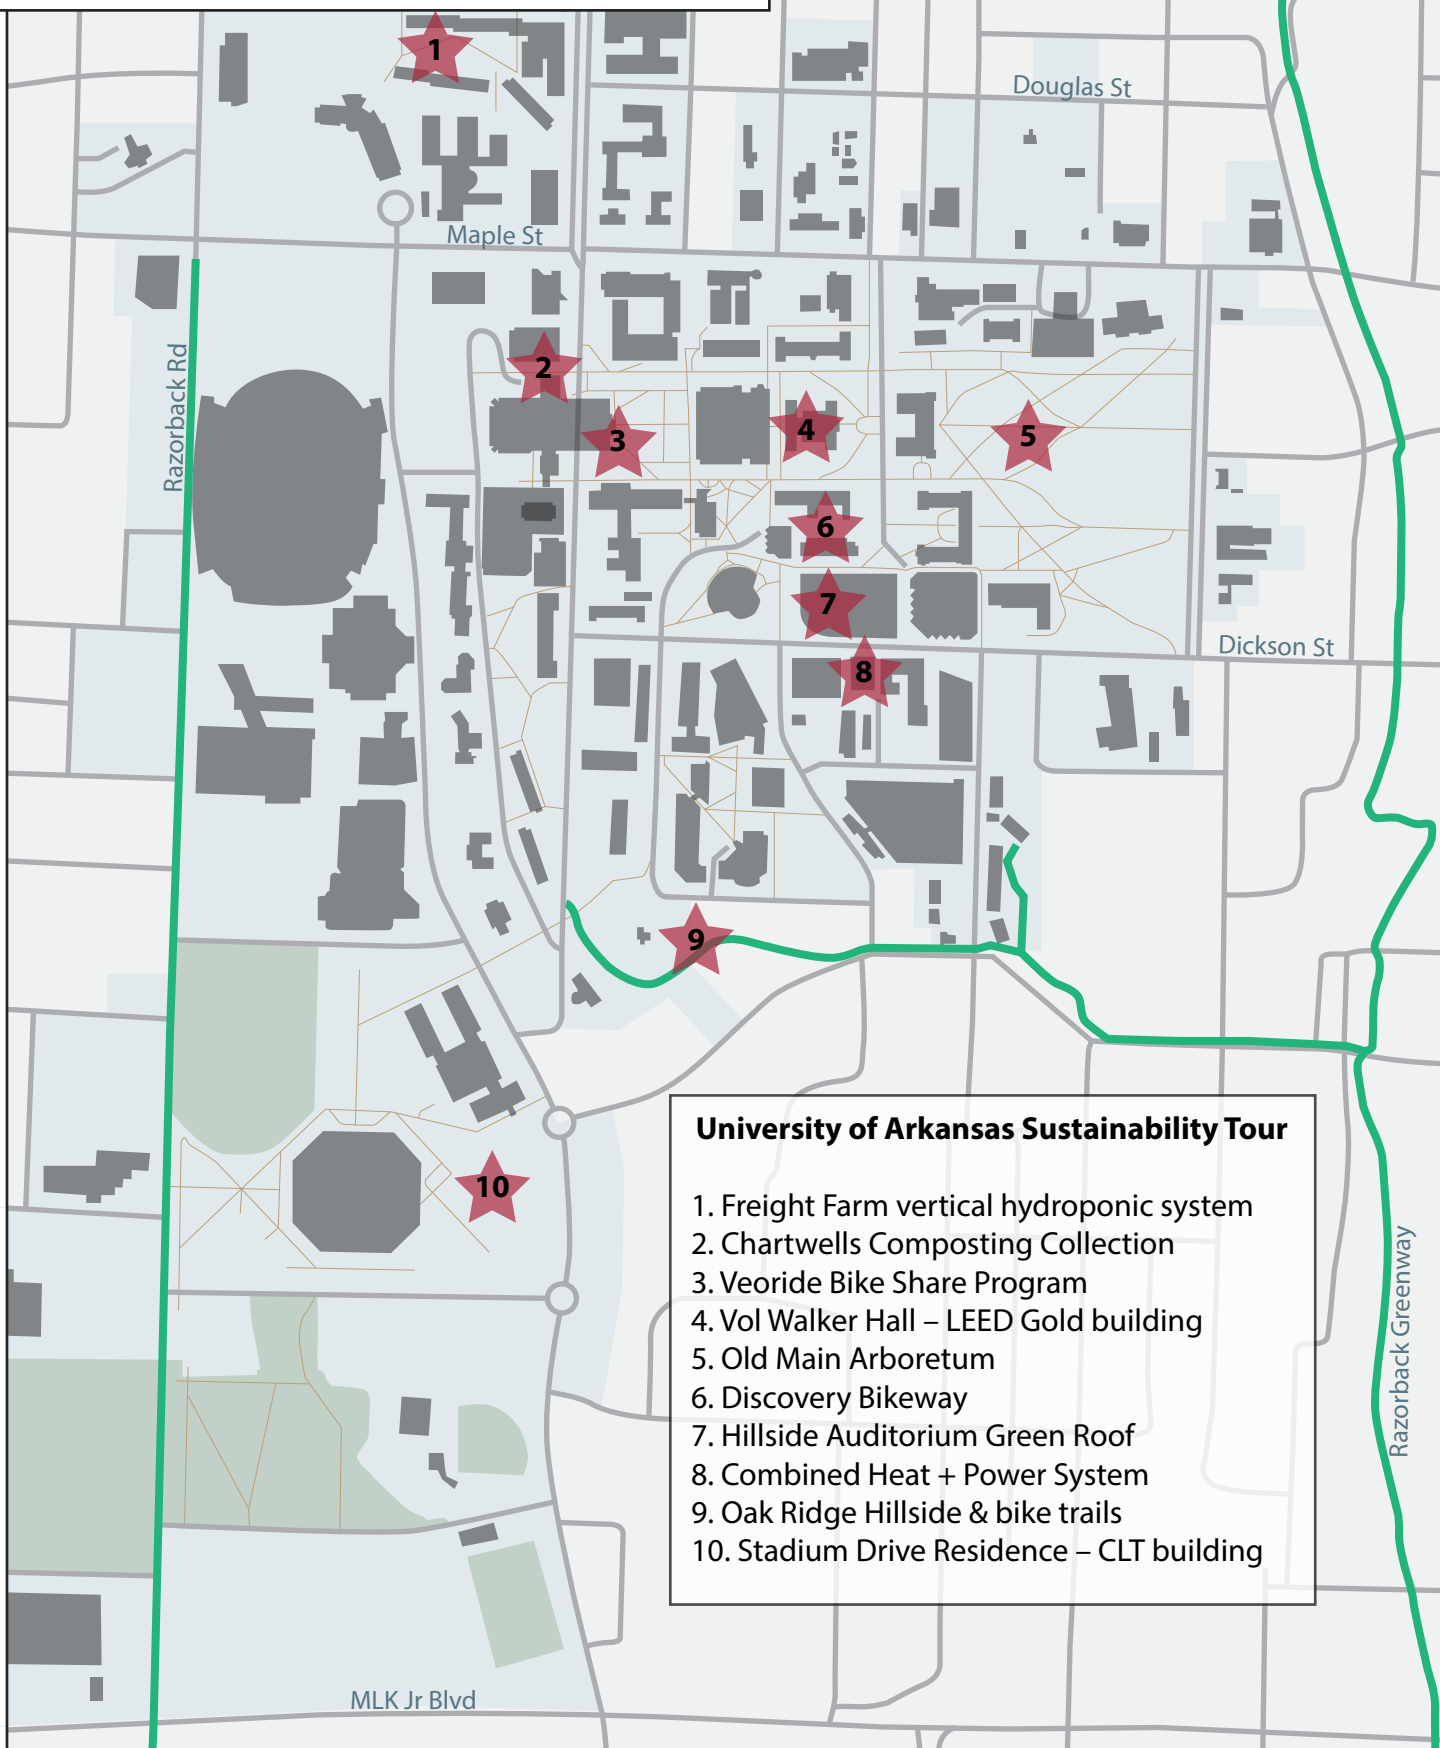 1
Douglas St
Maple St
Razorback Rd
2
3
4
5
6
7
8
Dickson St
9
10
University of Arkansas Sustainability Tour
1. Freight Farm vertical hydroponic system
2. Chartwells Composting Collection
3. Veoride Bike Share Program
4. Vol Walker Hall – LEED Gold building
5. Old Main Arboretum
6. Discovery Bikeway
7. Hillside Auditorium Green Roof
8. Combined Heat + Power System
9. Oak Ridge Hillside & bike trails
10. Stadium Drive Residence – CLT building
Razorback Greenway
MLK Jr Blvd